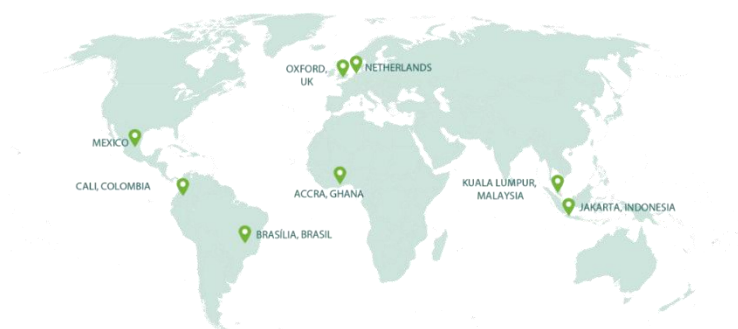 OXFORD,
UK
NETHERLANDS
MEXICO
CALI, COLOMBIA
ACCRA, GHANA
KUALA LUMPUR,
MALAYSIA
JAKARTA, INDONESIA
BRASÍLIA, BRASIL